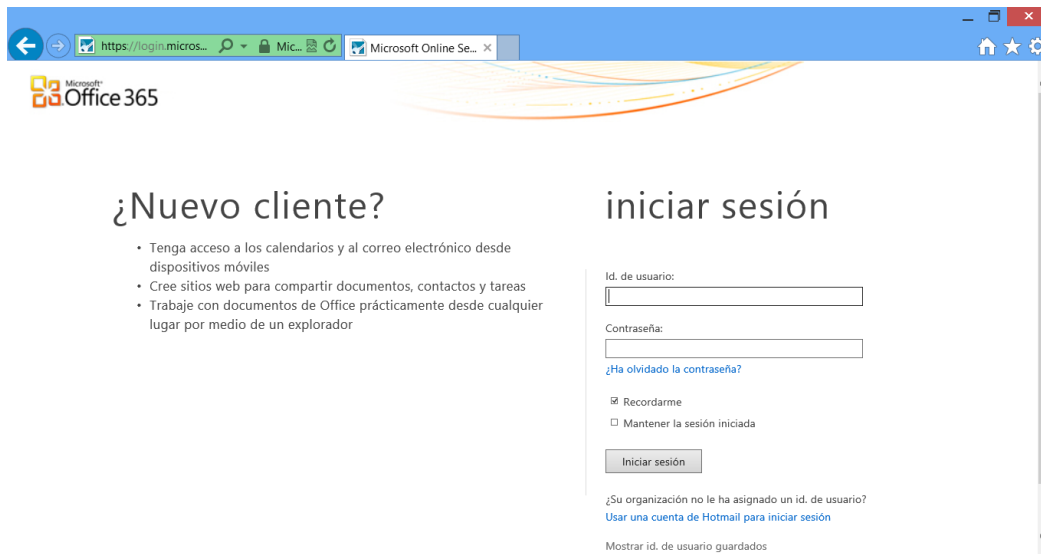 https://login.micros...
Mic...
Microsoft Online Se...
Microsoft®
Office 365
¿Nuevo cliente?
• Tenga acceso a los calendarios y al correo electrónico desde
dispositivos móviles
• Cree sitios web para compartir documentos, contactos y tareas
• Trabaje con documentos de Office prácticamente desde cualquier
lugar por medio de un explorador
iniciar sesión
Id. de usuario:
Contraseña:
¿Ha olvidado la contraseña?
Recordarme
Mantener la sesión iniciada
Iniciar sesión
¿Su organización no le ha asignado un id. de usuario?
Usar una cuenta de Hotmail para iniciar sesión
Mostrar id. de usuario guardados